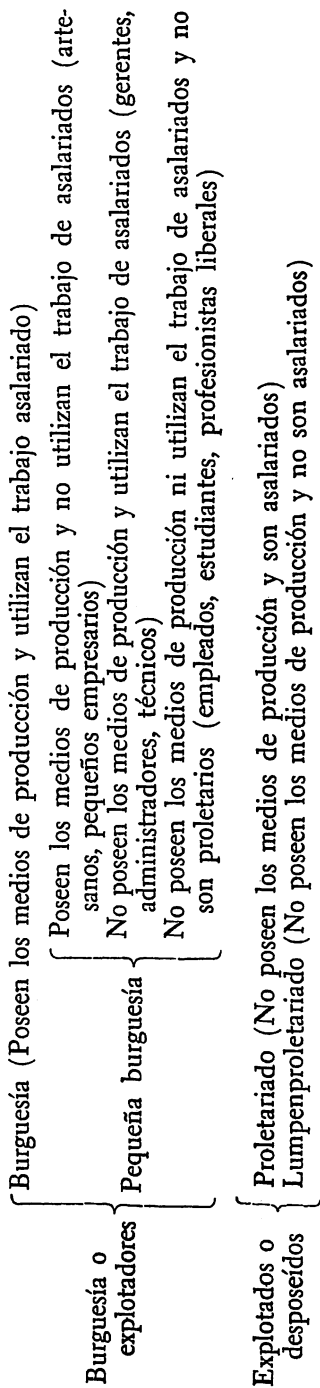 Burguesía o
explotadores
Burguesía (Poseen los medios de producción y utilizan el trabajo asalariado)
Pequeña burguesía
Poseen los medios de producción y no utilizan el trabajo de asalariados (arte-
sanos, pequeños empresarios)
No poseen los medios de producción y utilizan el trabajo de asalariados (gerentes,
administradores, técnicos)
No poseen los medios de producción ni utilizan el trabajo de asalariados y no
son proletarios (empleados, estudiantes, profesionistas liberales)
Explotados o
desposeídos
Proletariado (No poseen los medios de producción y son asalariados)
Lumpenproletariado (No poseen los medios de producción y no son asalariados)